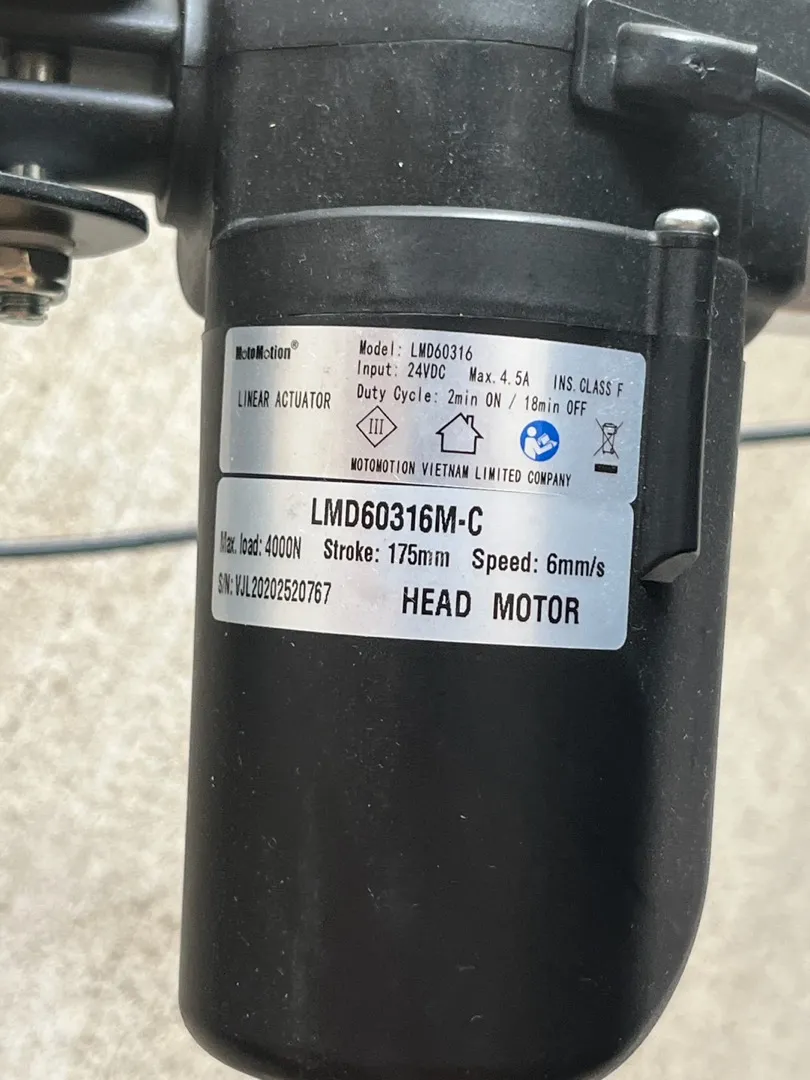 MotoMotion®
LINEAR ACTUATOR
Model: LMD60316
Input: 24VDC Max. 4.5A INS. CLASS F
Duty Cycle: 2min ON / 18min OFF
III
MOTOMOTION VIETNAM LIMITED COMPANY
LMD60316M-C
Max. load: 4000N Stroke: 175mm Speed: 6mm/s
S/N: VJL20202520767
HEAD MOTOR